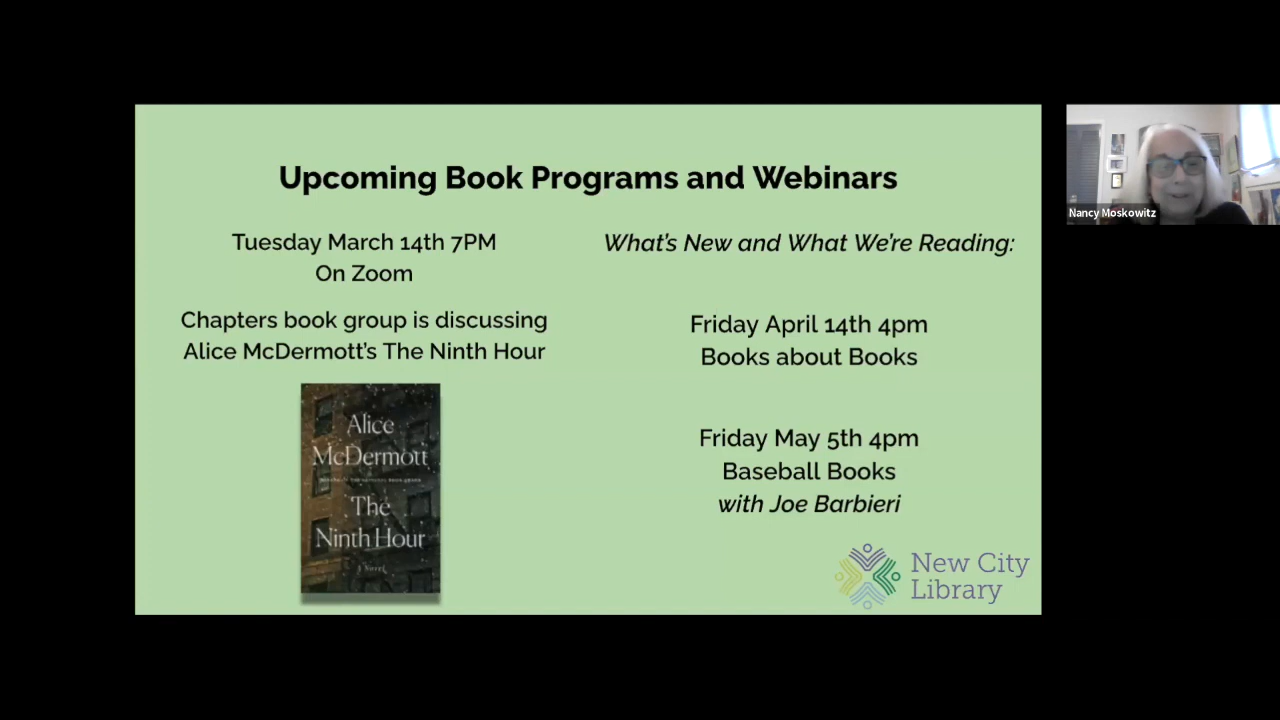 Upcoming Book Programs and Webinars
Tuesday March 14th 7PM
On Zoom
Chapters book group is discussing
Alice McDermott's The Ninth Hour
Alice
McDermott
The
Ninth Hour
A Novel
What's New and What We're Reading:
Friday April 14th 4pm
Books about Books
Friday May 5th 4pm
Baseball Books
with Joe Barbieri
New City
Library
Nancy Moskowitz